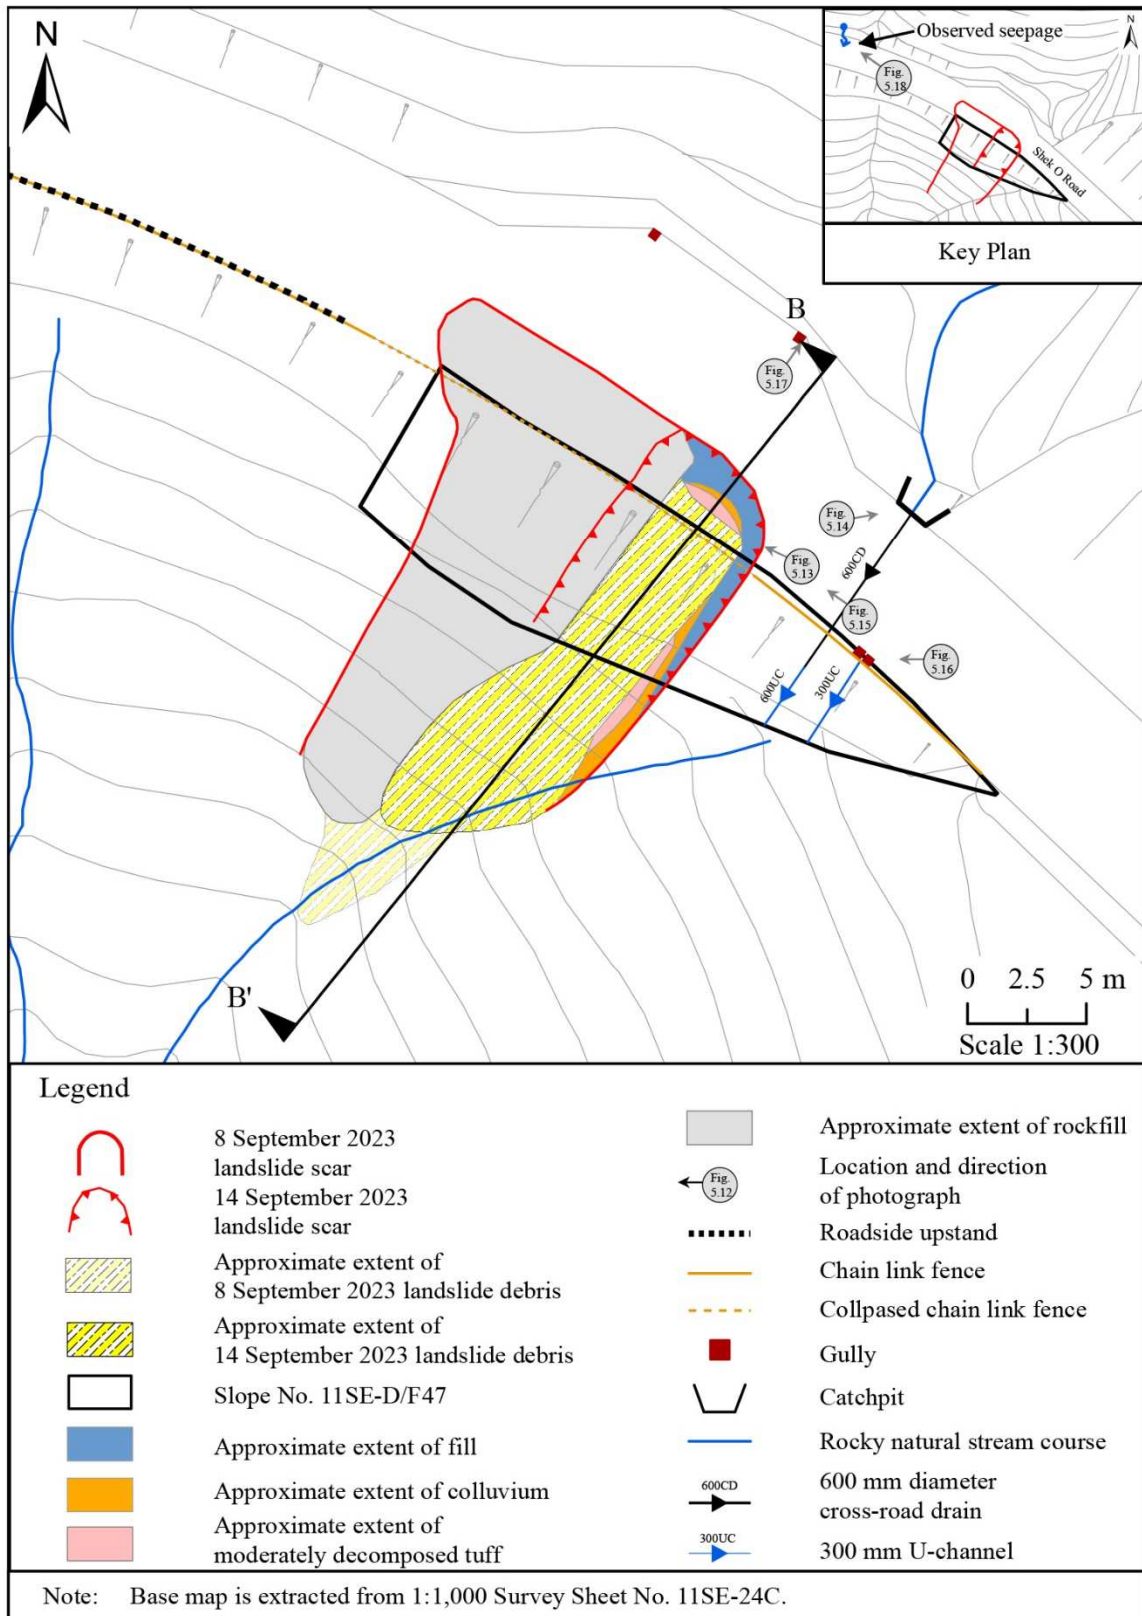 N
Observed seepage
N
Fig.
5.18
Shek O Road
Key Plan
B
Fig.
5.17
Fig.
5.14
600CD
Fig.
5.13
Fig.
5.15
Fig.
5.16
600UC
300UC
B'
0 2.5 5 m
Scale 1:300
Legend
8 September 2023
landslide scar
14 September 2023
landslide scar
Approximate extent of
8 September 2023 landslide debris
Approximate extent of
14 September 2023 landslide debris
Slope No. 11SE-D/F47
Approximate extent of fill
Approximate extent of colluvium
Approximate extent of
moderately decomposed tuff
Approximate extent of rockfill
Fig.
5.12
Location and direction
of photograph
Roadside upstand
Chain link fence
Collpased chain link fence
Gully
Catchpit
Rocky natural stream course
600CD
600 mm diameter
cross-road drain
300UC
300 mm U-channel
Note: Base map is extracted from 1:1,000 Survey Sheet No. 11SE-24C.